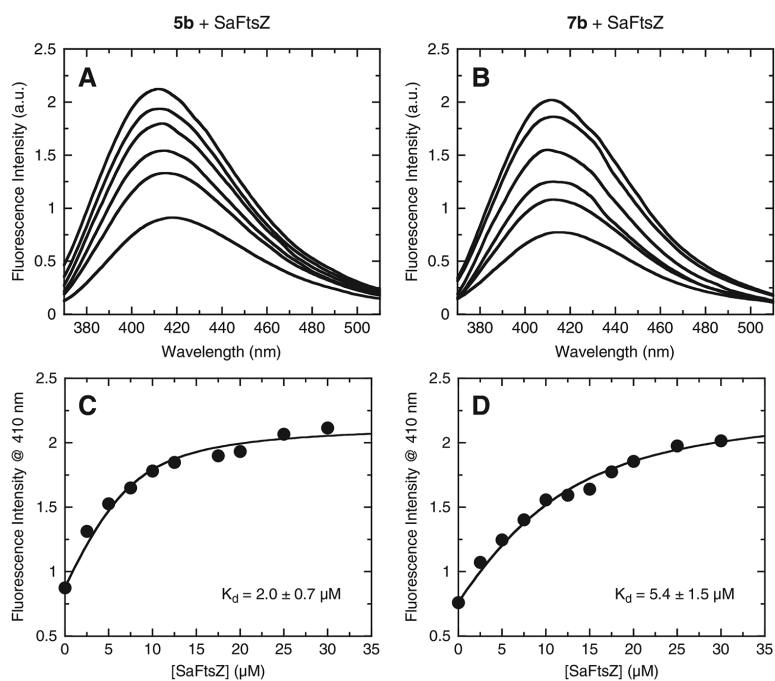 5b + SaFtsZ
7b + SaFtsZ
A
Fluorescence Intensity (a.u.)
2.5
2
1.5
1
0.5
0
380 400 420 440 460 480 500
Wavelength (nm)
B
Fluorescence Intensity (a.u.)
2.5
2
1.5
1
0.5
0
380 400 420 440 460 480 500
Wavelength (nm)
C
Fluorescence Intensity @ 410 nm
2.5
2
1.5
1
0.5
Kd = 2.0 ± 0.7 µM
0 5 10 15 20 25 30 35
[SaFtsZ] (µM)
D
Fluorescence Intensity @ 410 nm
2.5
2
1.5
1
0.5
Kd = 5.4 ± 1.5 µM
0 5 10 15 20 25 30 35
[SaFtsZ] (µM)